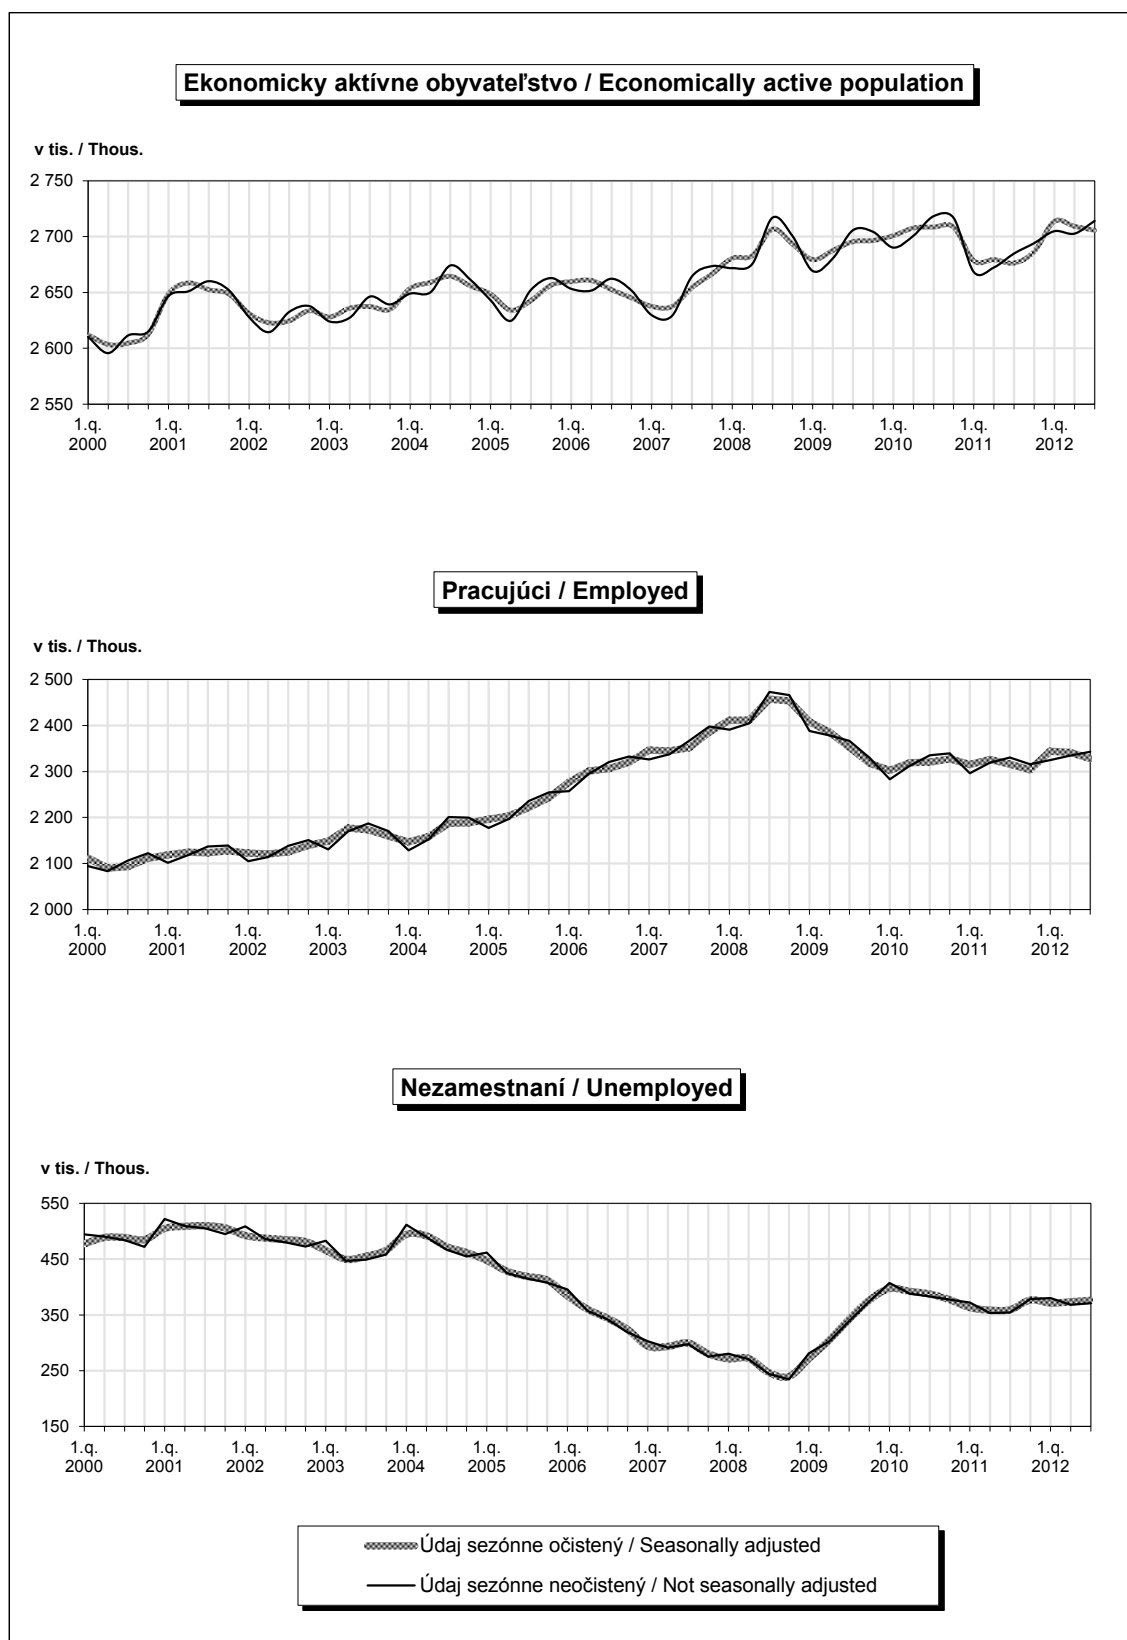 Ekonomicky aktívne obyvateľstvo / Economically active population
v tis. / Thous.
2 750
2 700
2 650
2 600
2 550
1.q. 1.q. 1.q. 1.q. 1.q. 1.q. 1.q. 1.q. 1.q. 1.q. 1.q. 1.q. 1.q.
2000 2001 2002 2003 2004 2005 2006 2007 2008 2009 2010 2011 2012
Pracujúci / Employed
v tis. / Thous.
2 500
2 400
2 300
2 200
2 100
2 000
1.q. 1.q. 1.q. 1.q. 1.q. 1.q. 1.q. 1.q. 1.q. 1.q. 1.q. 1.q. 1.q.
2000 2001 2002 2003 2004 2005 2006 2007 2008 2009 2010 2011 2012
Nezamestnaní / Unemployed
v tis. / Thous.
550
450
350
250
150
1.q. 1.q. 1.q. 1.q. 1.q. 1.q. 1.q. 1.q. 1.q. 1.q. 1.q. 1.q. 1.q.
2000 2001 2002 2003 2004 2005 2006 2007 2008 2009 2010 2011 2012
Údaj sezónne očistený / Seasonally adjusted
Údaj sezónne neočistený / Not seasonally adjusted